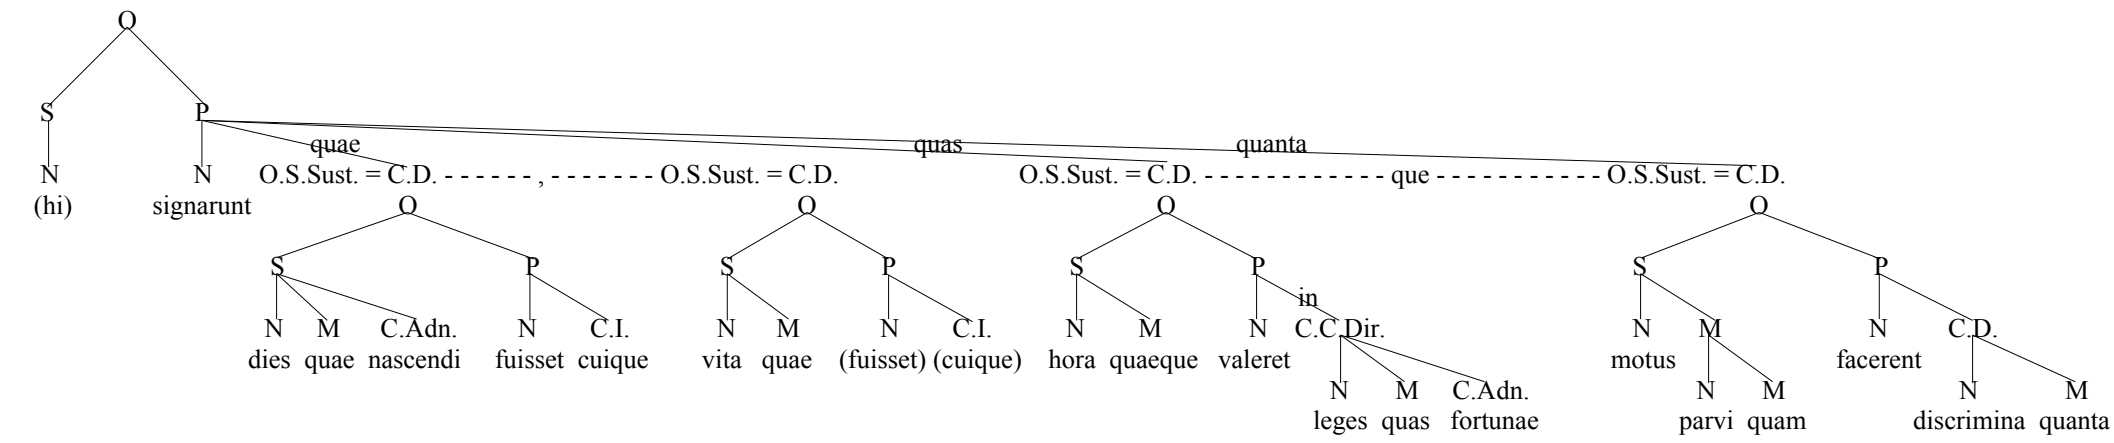 O
S P
quae quas quanta
N N O.S.Sust. = C.D. - - - - - - , - - - - - - - O.S.Sust. = C.D. O.S.Sust. = C.D. - - - - - - - - - - - - que - - - - - - - - - - - O.S.Sust. = C.D.
(hi) signarunt O O O O
S P S P S P S P
in
N M C.Adn. N C.I. N M N C.I. N M N C.C.Dir. N M N C.D.
dies quae nascendi fuisset cuique vita quae (fuisset) (cuique) hora quaeque valeret motus facerent
N M C.Adn. N M N M
leges quas fortunae parvi quam discrimina quanta